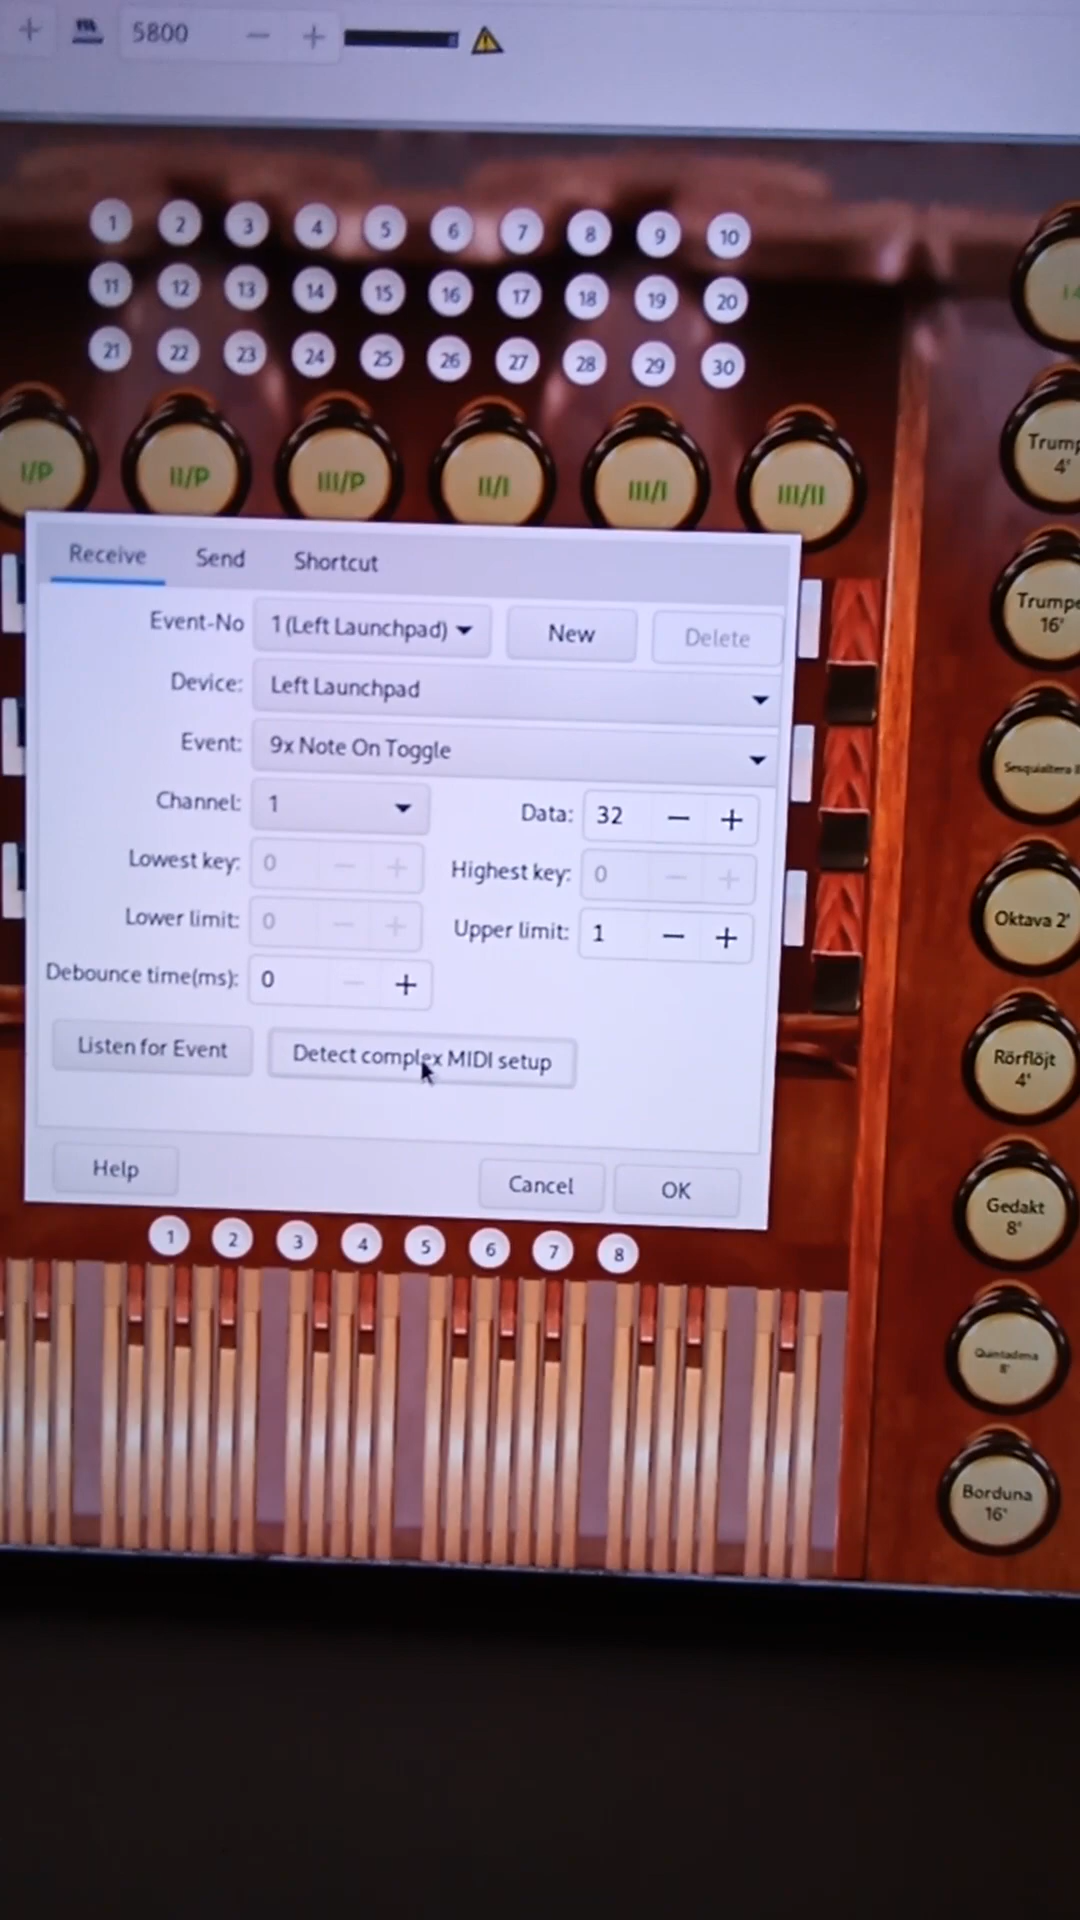 5800
1 2 3 4 5 6 7 8 9 10
11 12 13 14 15 16 17 18 19 20
21 22 23 24 25 26 27 28 29 30
I/P II/P III/P II/I III/I III/II
Trump
4'
Trumpe
16'
Sesquialtera II
Oktava 2'
Rörflöjt
4'
Gedakt
8'
Quintadena
8'
Borduna
16'
Receive Send Shortcut
Event-No 1 (Left Launchpad) New Delete
Device: Left Launchpad
Event: 9x Note On Toggle
Channel: 1 Data: 32
Lowest key: 0 Highest key: 0
Lower limit: 0 Upper limit: 1
Debounce time(ms): 0
Listen for Event Detect complex MIDI setup
Help Cancel OK
1 2 3 4 5 6 7 8